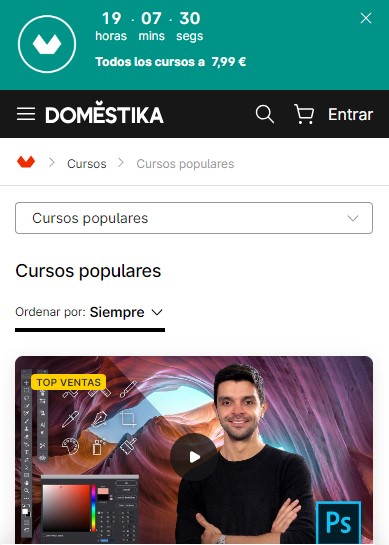 19 · 07 · 30
horas mins segs
Todos los cursos a 7,99 €
DOMĔSTIKA
Entrar
Cursos
Cursos populares
Cursos populares
Cursos populares
Ordenar por: Siempre
TOP VENTAS
Ps